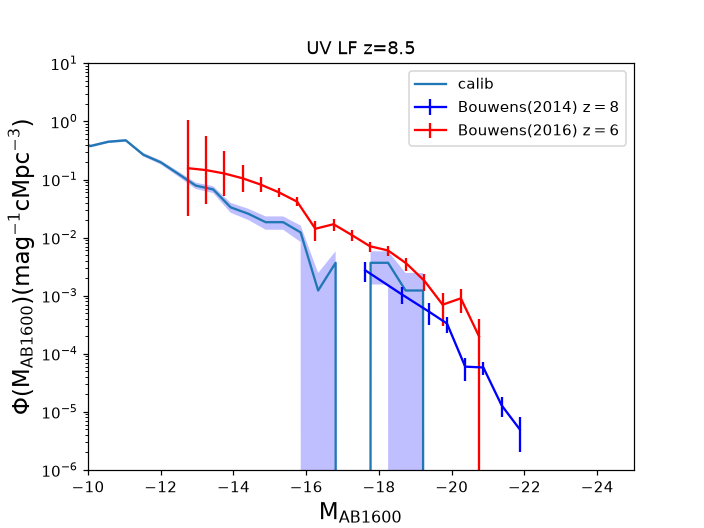 UV LF z=8.5
calib
Bouwens(2014) z = 8
Bouwens(2016) z = 6
Φ(M_AB1600)(mag⁻¹cMpc⁻³)
10¹
10⁰
10⁻¹
10⁻²
10⁻³
10⁻⁴
10⁻⁵
10⁻⁶
−10 −12 −14 −16 −18 −20 −22 −24
M_AB1600